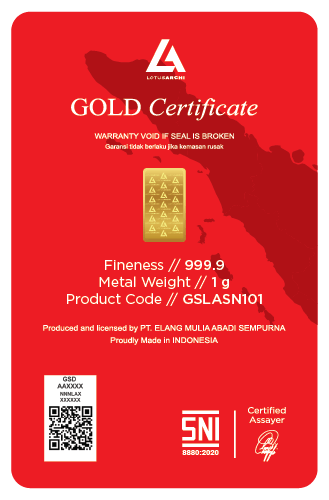 LOTUSARCHI
GOLD Certificate
WARRANTY VOID IF SEAL IS BROKEN
Garansi tidak berlaku jika kemasan rusak
Fineness // 999.9
Metal Weight // 1 g
Product Code // GSLASN101
Produced and licensed by PT. ELANG MULIA ABADI SEMPURNA
Proudly Made in INDONESIA
GSD
AAXXXX
NNNLAX
XXXXXX
SNI
8880:2020
Certified
Assayer